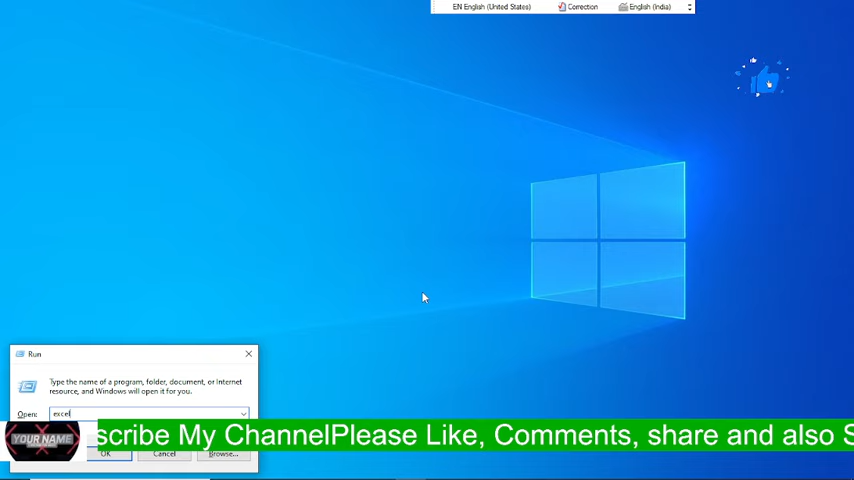 EN English (United States) Correction English (India)
Run
Type the name of a program, folder, document, or Internet
resource, and Windows will open it for you.
Open: excel
YOUR NAME
scribe My ChannelPlease Like, Comments, share and also S
OK Cancel Browse...